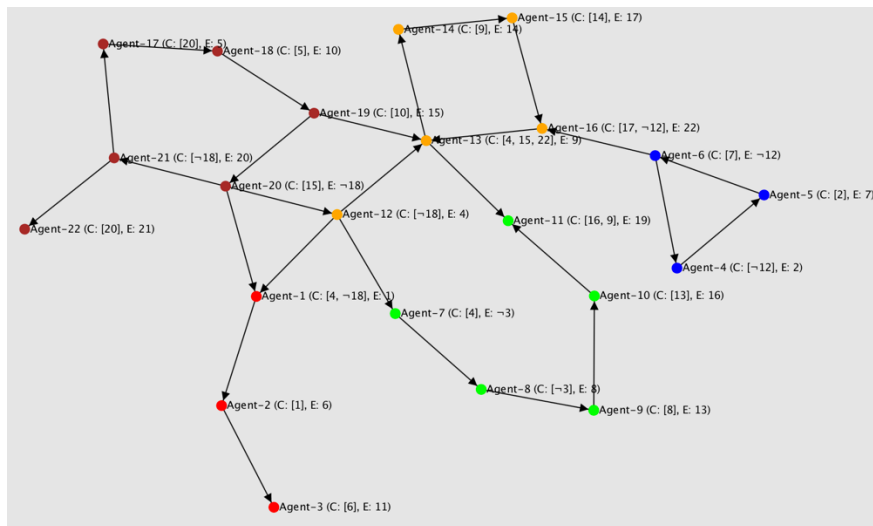 Agent-15 (C: [14], E: 17)
Agent-14 (C: [9], E: 14)
Agent-17 (C: [20], E: 5)
Agent-18 (C: [5], E: 10)
Agent-19 (C: [10], E: 15)
Agent-16 (C: [17, ¬12], E: 22)
Agent-13 (C: [4, 15, 22], E: 9)
Agent-6 (C: [7], E: ¬12)
Agent-21 (C: [¬18], E: 20)
Agent-20 (C: [15], E: ¬18)
Agent-5 (C: [2], E: 7)
Agent-12 (C: [¬18], E: 4)
Agent-11 (C: [16, 9], E: 19)
Agent-22 (C: [20], E: 21)
Agent-4 (C: [¬12], E: 2)
Agent-1 (C: [4, ¬18], E: 1)
Agent-10 (C: [13], E: 16)
Agent-7 (C: [4], E: ¬3)
Agent-8 (C: [¬3], E: 8)
Agent-2 (C: [1], E: 6)
Agent-9 (C: [8], E: 13)
Agent-3 (C: [6], E: 11)